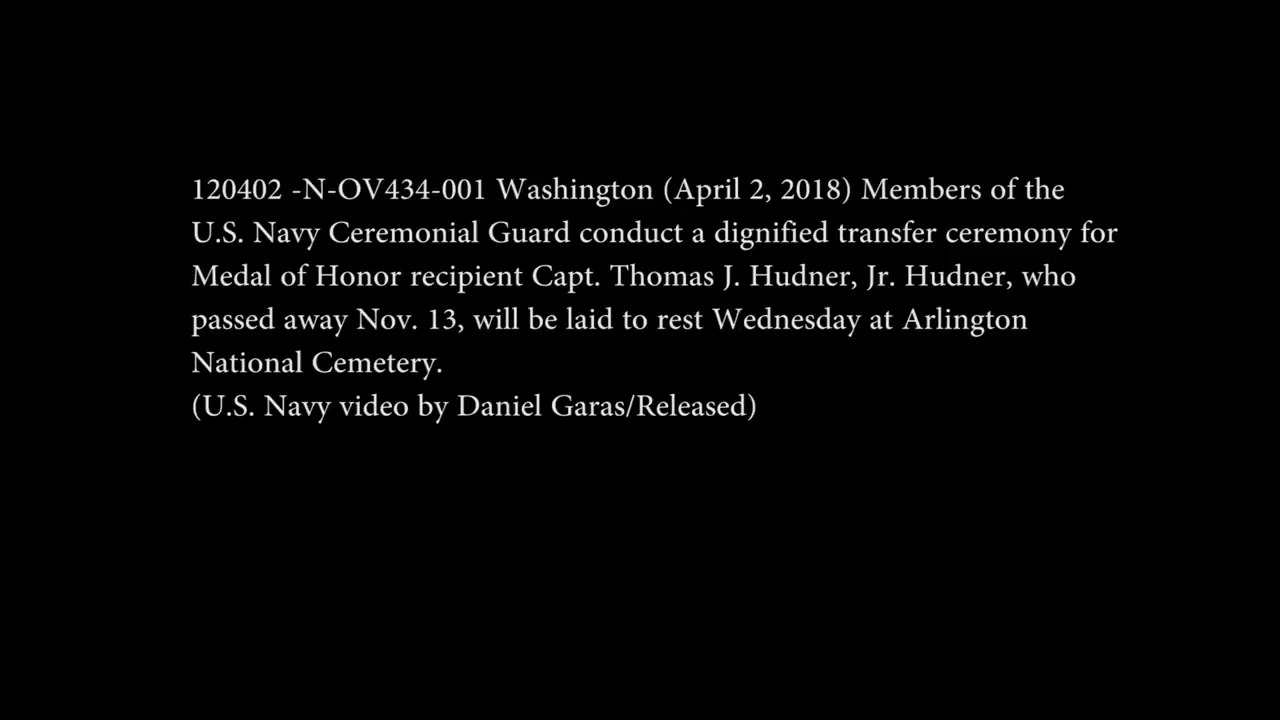 120402 -N-OV434-001 Washington (April 2, 2018) Members of the
U.S. Navy Ceremonial Guard conduct a dignified transfer ceremony for
Medal of Honor recipient Capt. Thomas J. Hudner, Jr. Hudner, who
passed away Nov. 13, will be laid to rest Wednesday at Arlington
National Cemetery.
(U.S. Navy video by Daniel Garas/Released)